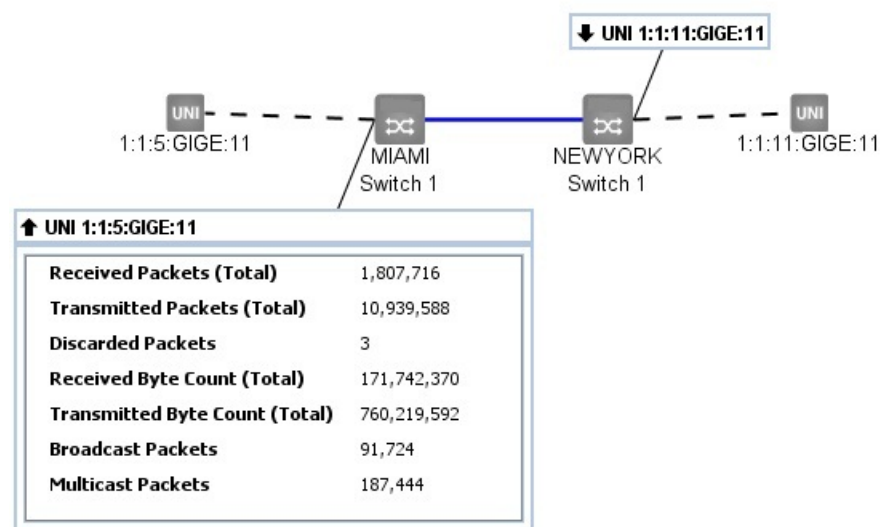 UNI 1:1:11:GIGE:11
UNI
1:1:5:GIGE:11
MIAMI
Switch 1
NEWYORK
Switch 1
UNI
1:1:11:GIGE:11
UNI 1:1:5:GIGE:11
Received Packets (Total) 1,807,716
Transmitted Packets (Total) 10,939,588
Discarded Packets 3
Received Byte Count (Total) 171,742,370
Transmitted Byte Count (Total) 760,219,592
Broadcast Packets 91,724
Multicast Packets 187,444